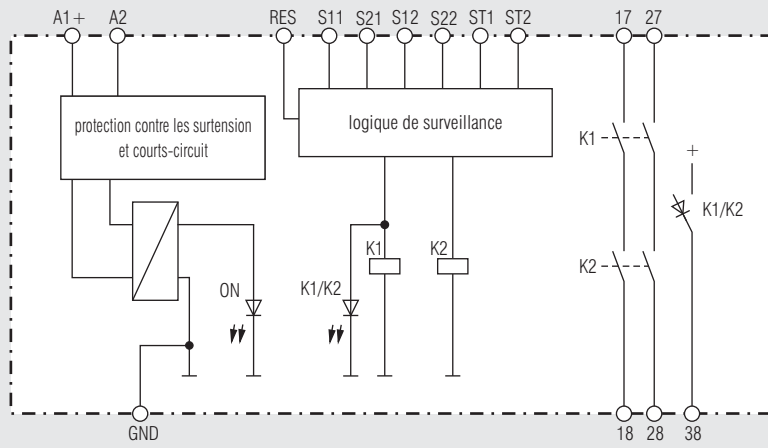 A1+ A2 RES S11 S21 S12 S22 ST1 ST2 17 27
protection contre les surtension
et courts-circuit
logique de surveillance
K1
+
K1/K2
K1 K2
K2
ON K1/K2
GND 18 28 38